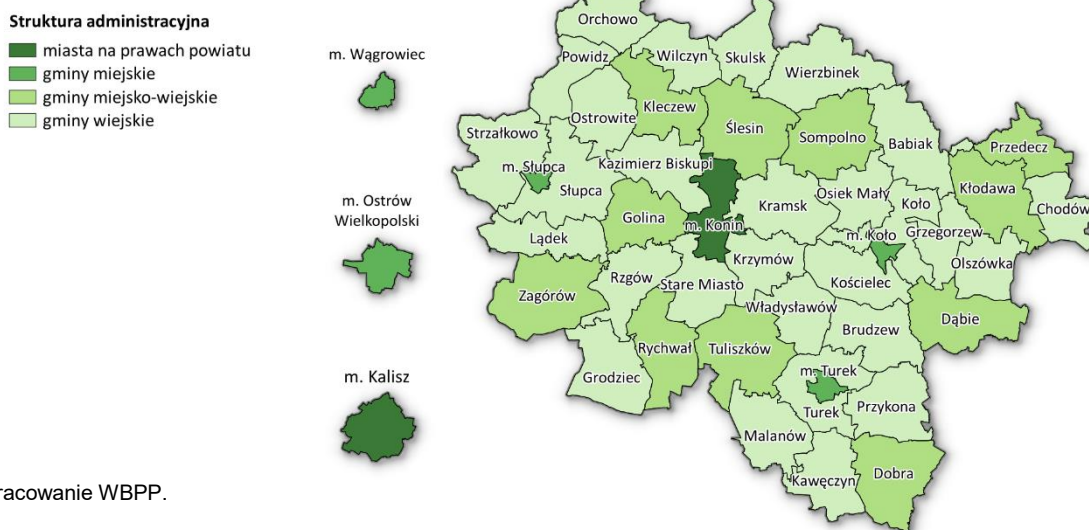 Struktura administracyjna
miasta na prawach powiatu
gminy miejskie
gminy miejsko-wiejskie
gminy wiejskie
m. Wągrowiec
m. Ostrów
Wielkopolski
m. Kalisz
Orchowo
Powidz
Wilczyn
Skulsk
Wierzbinek
Kleczew
Ostrowite
Ślesin
Sompolno
Strzałkowo
Babiak
Przedecz
Kazimierz Biskupi
m. Słupca
Słupca
Kłodawa
Osiek Mały
Koło
Chodów
Kramsk
Golina
m. Konin
m. Koło
Grzegorzew
Lądek
Krzymów
Olszówka
Rzgów
Stare Miasto
Kościelec
Zagórów
Władysławów
Dąbie
Brudzew
Rychwał
Tuliszków
Grodziec
m. Turek
Turek
Przykona
Malanów
Kawęczyn
Dobra
racowanie WBPP.